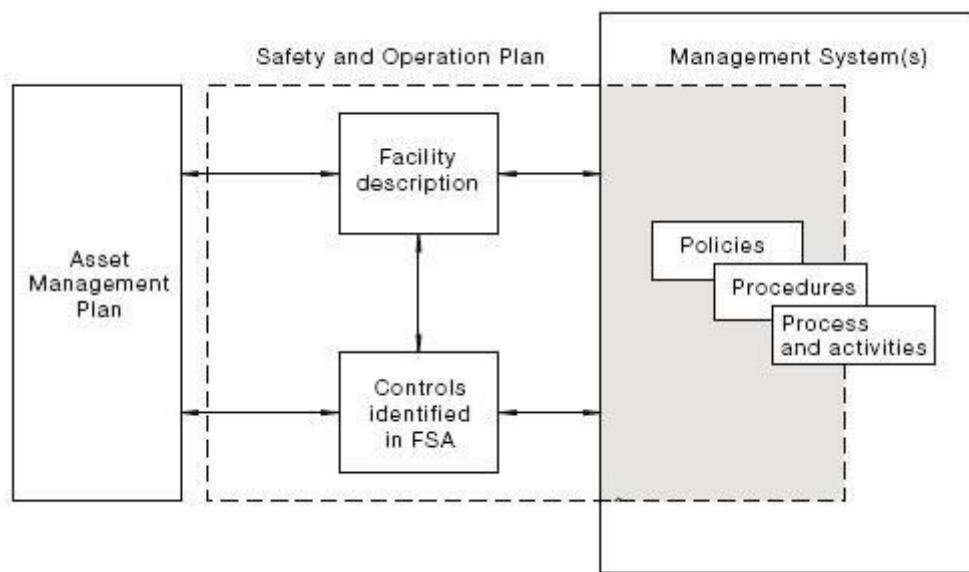 Safety and Operation Plan
Management System(s)
Asset
Management
Plan
Facility
description
Controls
identified
in FSA
Policies
Procedures
Process
and activities